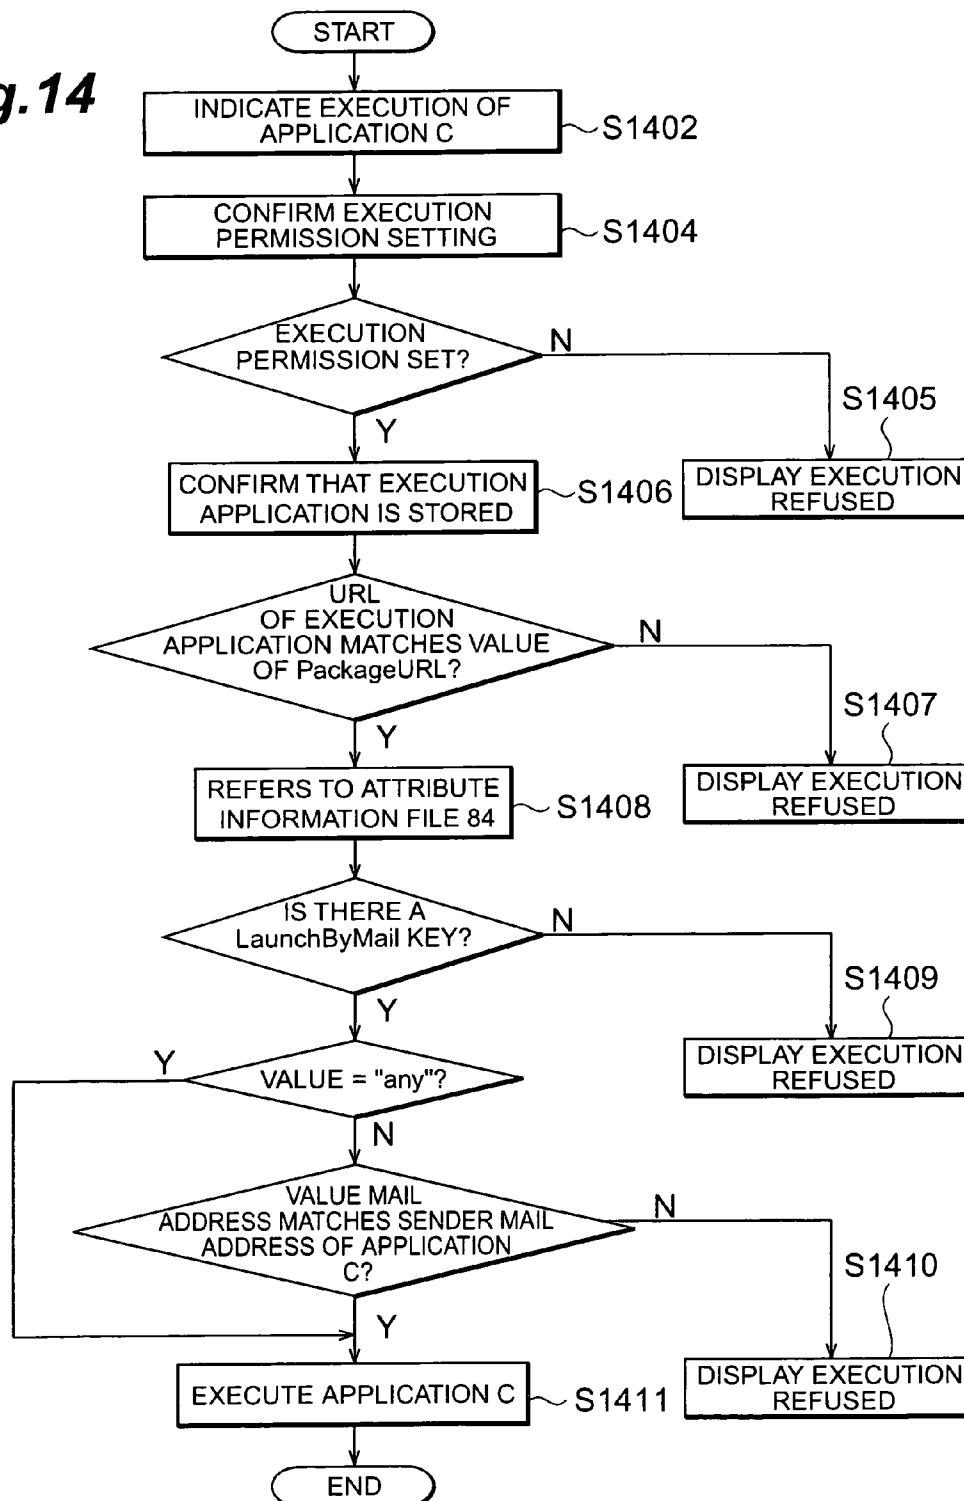 START
g.14
INDICATE EXECUTION OF
APPLICATION C
S1402
CONFIRM EXECUTION
PERMISSION SETTING
S1404
EXECUTION
PERMISSION SET?
N
Y
S1405
DISPLAY EXECUTION
REFUSED
CONFIRM THAT EXECUTION
APPLICATION IS STORED
S1406
URL
OF EXECUTION
APPLICATION MATCHES VALUE
OF PackageURL?
N
Y
S1407
DISPLAY EXECUTION
REFUSED
REFERS TO ATTRIBUTE
INFORMATION FILE 84
S1408
IS THERE A
LaunchByMail KEY?
N
Y
S1409
DISPLAY EXECUTION
REFUSED
VALUE = "any"?
Y
N
VALUE MAIL
ADDRESS MATCHES SENDER MAIL
ADDRESS OF APPLICATION
C?
N
Y
S1410
DISPLAY EXECUTION
REFUSED
EXECUTE APPLICATION C
S1411
END